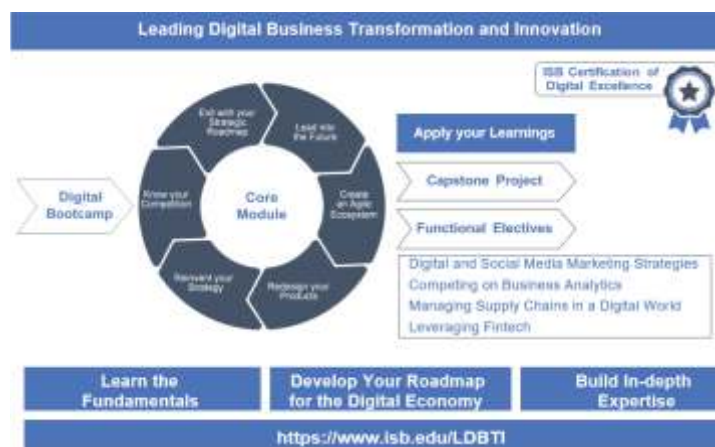 Leading Digital Business Transformation and Innovation
ISB Certification of
Digital Excellence
Exit with your
Strategic
Roadmap
Lead into
the Future
Apply your Learnings
Know your
Competition
Core
Module
Create
an Agile
Ecosystem
Capstone Project
Digital
Bootcamp
Functional Electives
Reinvent your
Strategy
Redesign your
Products
Digital and Social Media Marketing Strategies
Competing on Business Analytics
Managing Supply Chains in a Digital World
Leveraging Fintech
Learn the
Fundamentals
Develop Your Roadmap
for the Digital Economy
Build In-depth
Expertise
https://www.isb.edu/LDBTI